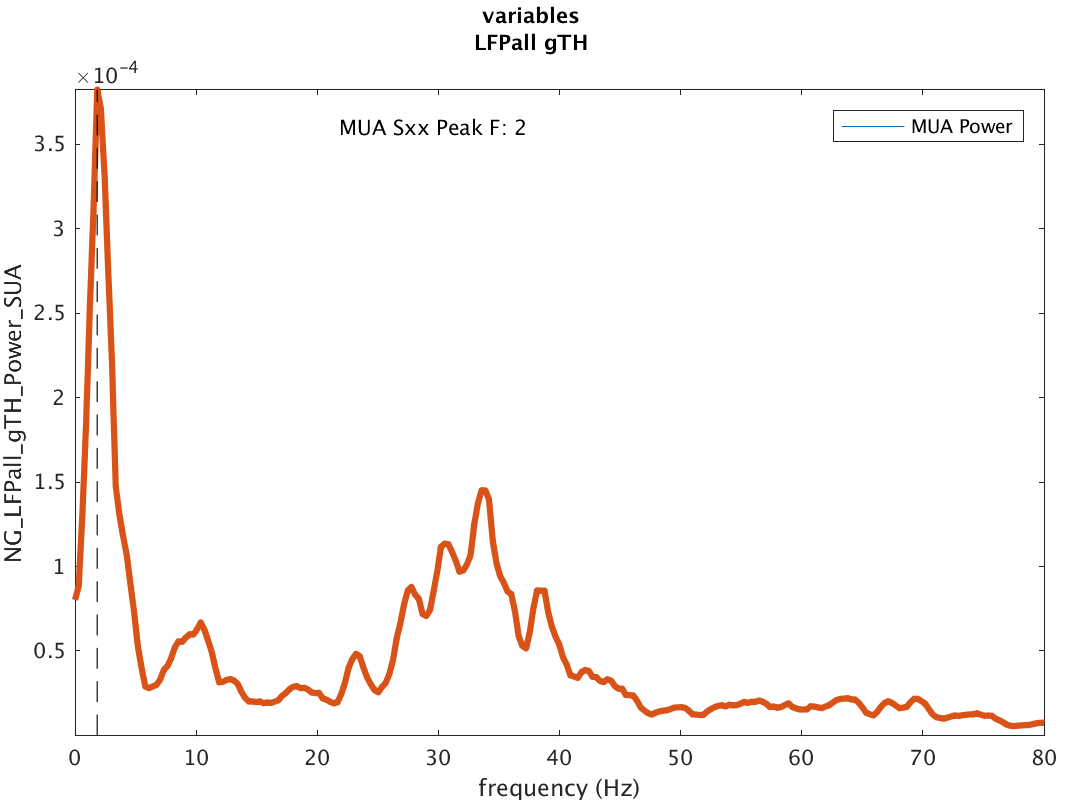 variables
LFPall gTH
×10⁻⁴
MUA Sxx Peak F: 2
MUA Power
3.5
3
2.5
2
1.5
1
0.5
NG_LFPall_gTH_Power_SUA
0 10 20 30 40 50 60 70 80
frequency (Hz)